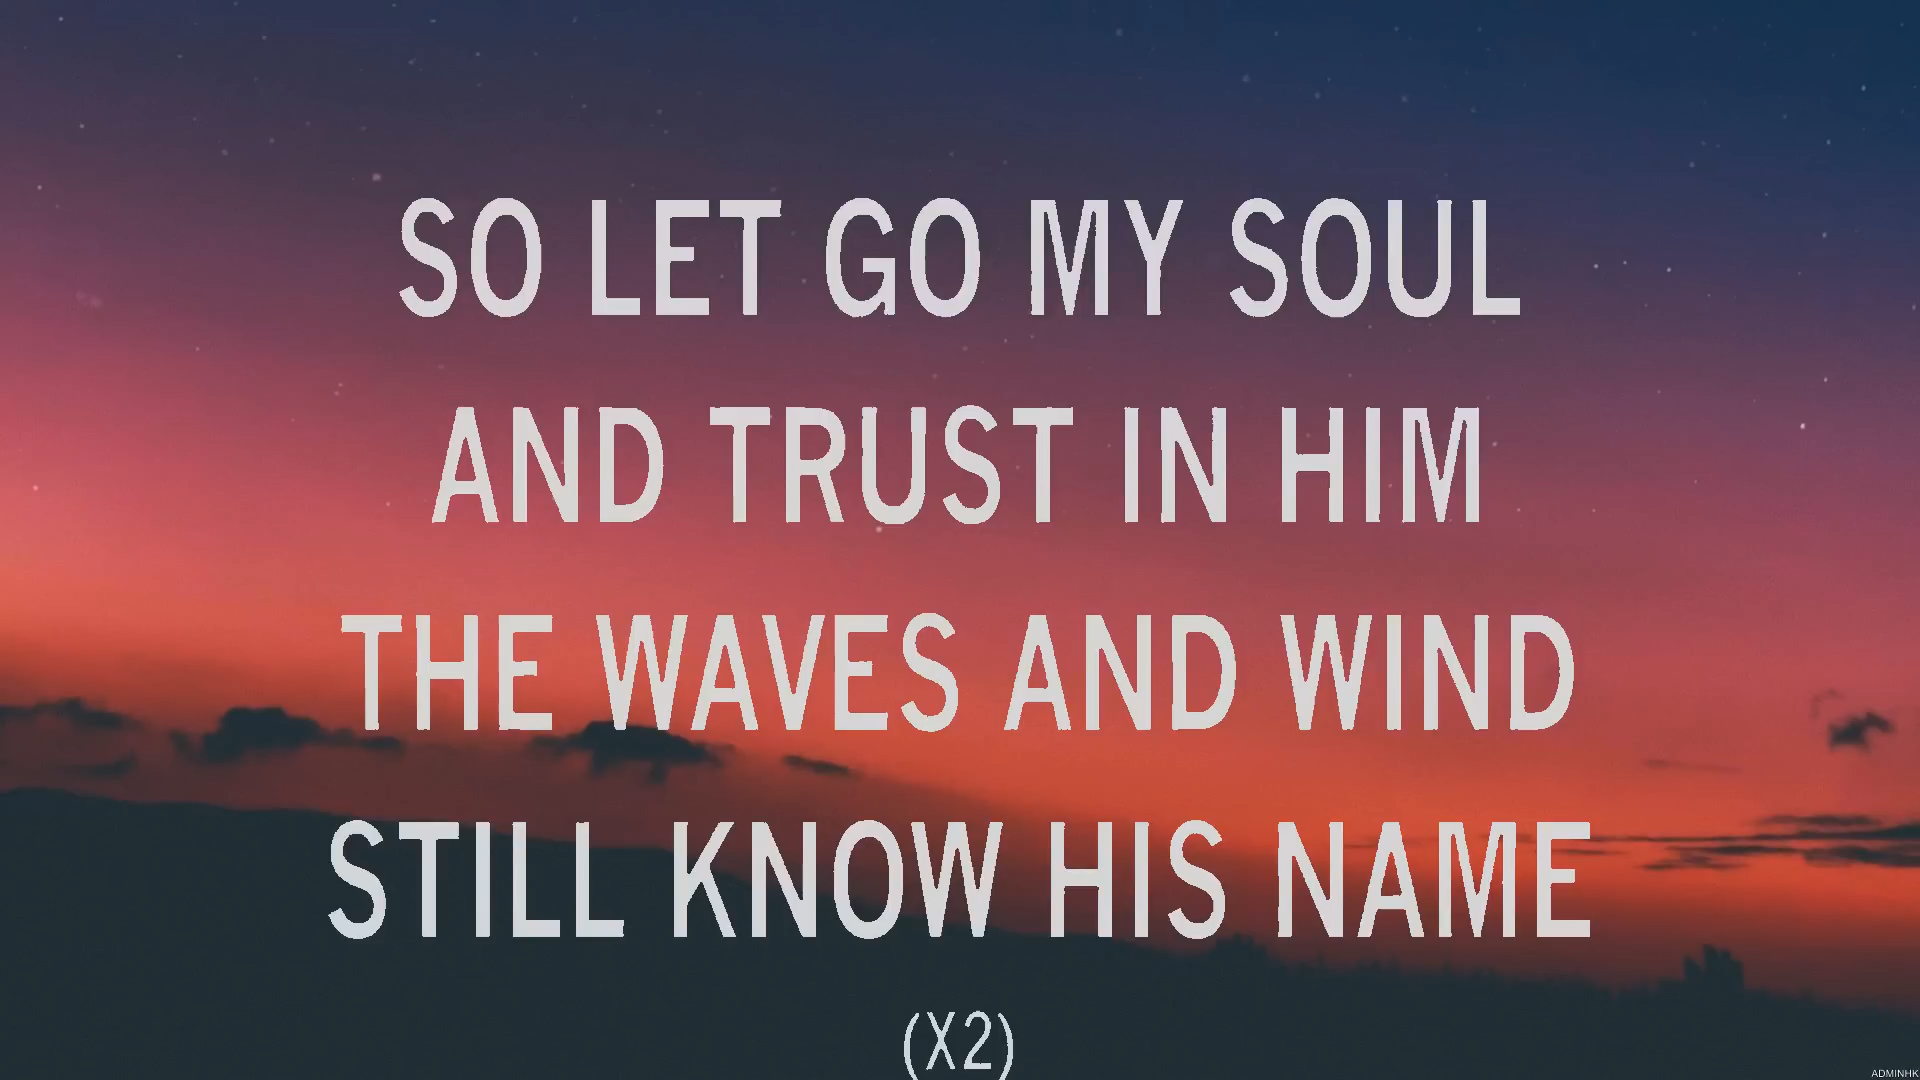 SO LET GO MY SOUL
AND TRUST IN HIM
THE WAVES AND WIND
STILL KNOW HIS NAME
(X2)
ADMINHK